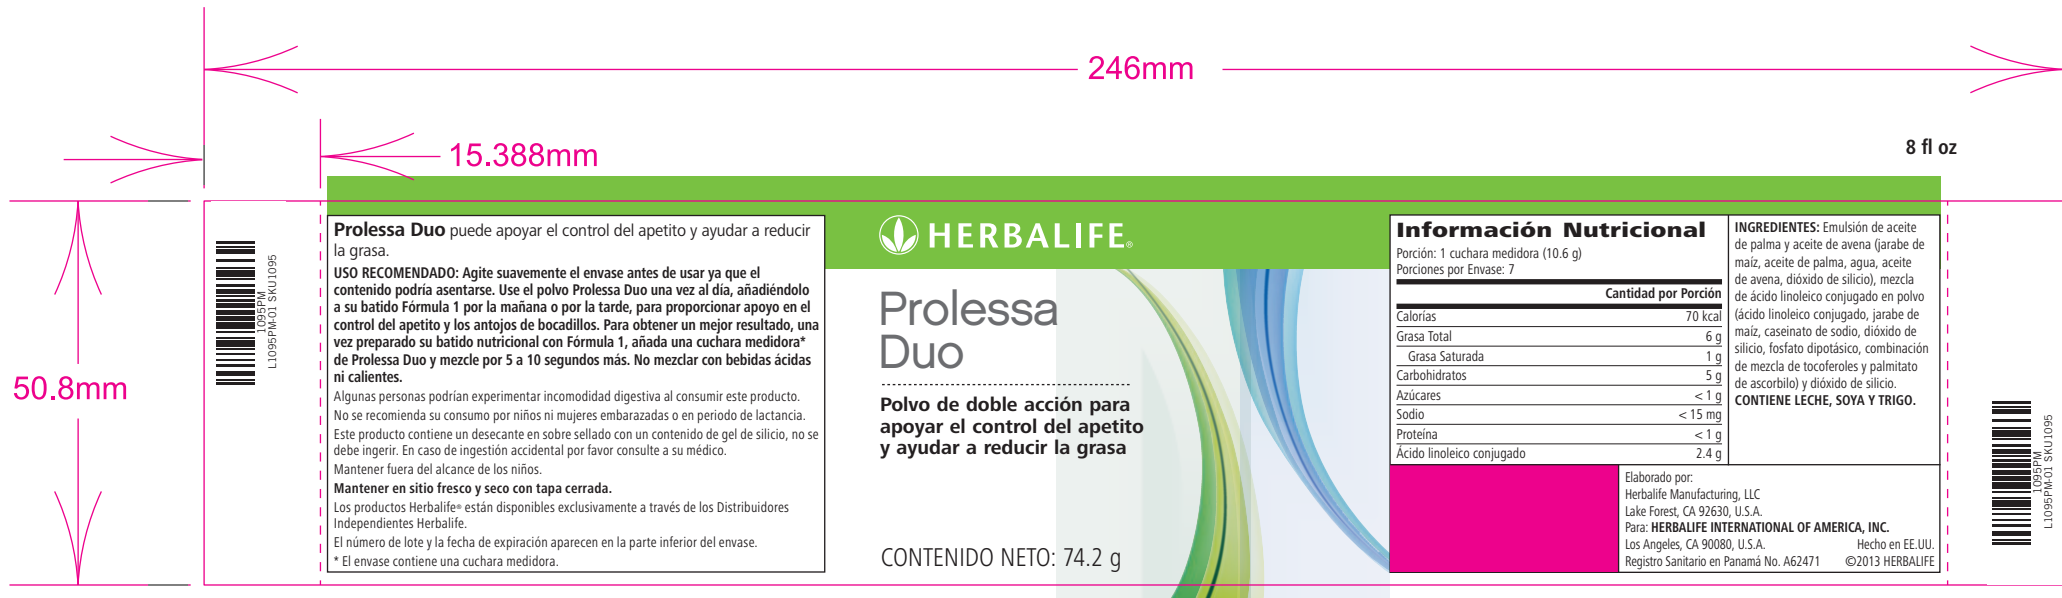 246mm
15.388mm
8 fl oz
50.8mm
1095PM
L1095PM-01 SKU1095
Prolessa Duo puede apoyar el control del apetito y ayudar a reducir
la grasa.
USO RECOMENDADO: Agite suavemente el envase antes de usar ya que el
contenido podría asentarse. Use el polvo Prolessa Duo una vez al día, añadiéndolo
a su batido Fórmula 1 por la mañana o por la tarde, para proporcionar apoyo en el
control del apetito y los antojos de bocadillos. Para obtener un mejor resultado, una
vez preparado su batido nutricional con Fórmula 1, añada una cuchara medidora*
de Prolessa Duo y mezcle por 5 a 10 segundos más. No mezclar con bebidas ácidas
ni calientes.
Algunas personas podrían experimentar incomodidad digestiva al consumir este producto.
No se recomienda su consumo por niños ni mujeres embarazadas o en periodo de lactancia.
Este producto contiene un desecante en sobre sellado con un contenido de gel de silicio, no se
debe ingerir. En caso de ingestión accidental por favor consulte a su médico.
Mantener fuera del alcance de los niños.
Mantener en sitio fresco y seco con tapa cerrada.
Los productos Herbalife® están disponibles exclusivamente a través de los Distribuidores
Independientes Herbalife.
El número de lote y la fecha de expiración aparecen en la parte inferior del envase.
* El envase contiene una cuchara medidora.
HERBALIFE®
Prolessa
Duo
Polvo de doble acción para
apoyar el control del apetito
y ayudar a reducir la grasa
CONTENIDO NETO: 74.2 g
Información Nutricional
Porción: 1 cuchara medidora (10.6 g)
Porciones por Envase: 7
Cantidad por Porción
Calorías 70 kcal
Grasa Total 6 g
Grasa Saturada 1 g
Carbohidratos 5 g
Azúcares < 1 g
Sodio < 15 mg
Proteína < 1 g
Ácido linoleico conjugado 2.4 g
INGREDIENTES: Emulsión de aceite
de palma y aceite de avena (jarabe de
maíz, aceite de palma, agua, aceite
de avena, dióxido de silicio), mezcla
de ácido linoleico conjugado en polvo
(ácido linoleico conjugado, jarabe de
maíz, caseinato de sodio, dióxido de
silicio, fosfato dipotásico, combinación
de mezcla de tocoferoles y palmitato
de ascorbilo) y dióxido de silicio.
CONTIENE LECHE, SOYA Y TRIGO.
Elaborado por:
Herbalife Manufacturing, LLC
Lake Forest, CA 92630, U.S.A.
Para: HERBALIFE INTERNATIONAL OF AMERICA, INC.
Los Angeles, CA 90080, U.S.A. Hecho en EE.UU.
Registro Sanitario en Panamá No. A62471 ©2013 HERBALIFE
1095PM
L1095PM-01 SKU1095